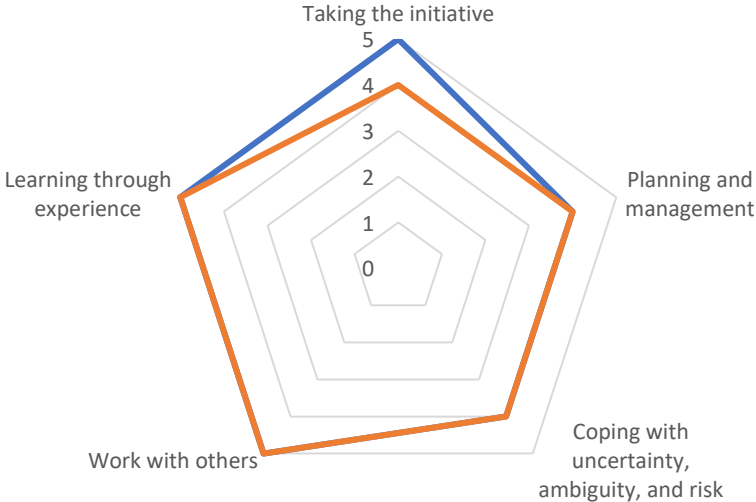 Taking the initiative
5
4
3
2
1
0
Planning and
management
Coping with
uncertainty,
ambiguity, and risk
Work with others
Learning through
experience